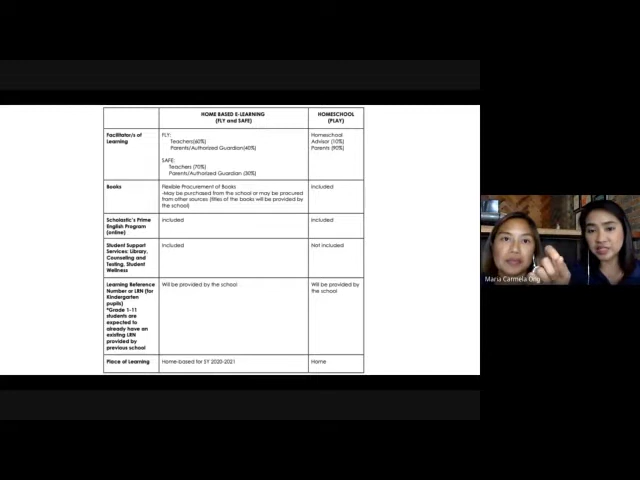 HOME BASED E-LEARNING
(FLY and SAFE)
HOMESCHOOL
(PLAY)
Facilitator/s of
Learning
FLY:
Teachers(60%)
Parents/Authorized Guardian(40%)
SAFE:
Teachers (70%)
Parents/Authorized Guardian (30%)
Homeschool
Advisor (10%)
Parents (90%)
Books
Flexible Procurement of Books
-May be purchased from the school or may be procured
from other sources (titles of the books will be provided by
the school)
Included
Scholastic's Prime
English Program
(online)
Included
Included
Student Support
Services: Library,
Counseling and
Testing, Student
Wellness
Included
Not included
Learning Reference
Number or LRN (for
Kindergarten
pupils)
*Grade 1-11
students are
expected to
already have an
existing LRN
provided by
previous school
Will be provided by the school
Will be provided by
the school
Place of Learning
Home-based for SY 2020-2021
Home
Maria Carmela Ong